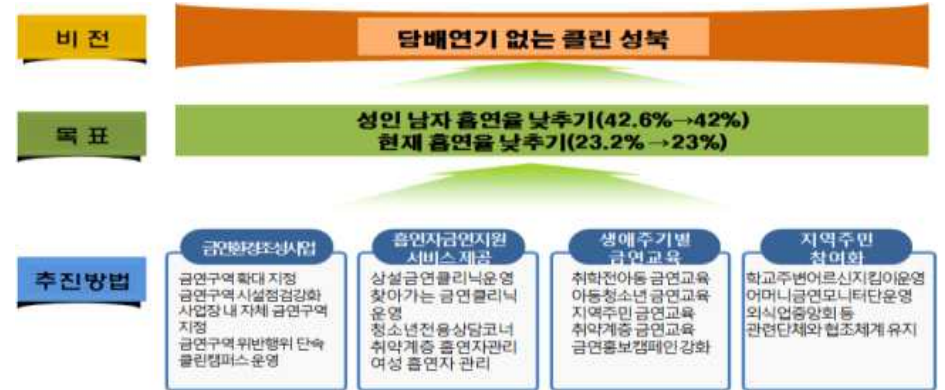 비 전
담배연기 없는 클린 성북
목 표
성인 남자 흡연율 낮추기(42.6%→42%)
현재 흡연율 낮추기(23.2%→23%)
추진방법
금연환경조성사업
금연구역 확대 지정
금연구역 시설점검강화
사업장 내 자체 금연구역
지정
금연구역 위반행위 단속
클린캠퍼스 운영
흡연자금연지원
서비스 제공
상설금연클리닉운영
찾아가는 금연클리닉
운영
청소년전용상담코너
취약계층 흡연자관리
여성 흡연자 관리
생애주기별
금연교육
취학전아동 금연교육
아동청소년 금연교육
지역주민 금연교육
취약계층 금연교육
금연홍보캠페인 강화
지역주민
참여화
학교주변어르신지킴이운영
어머니금연모니터단운영
외식업중앙회 등
관련단체와 협조체계 유지